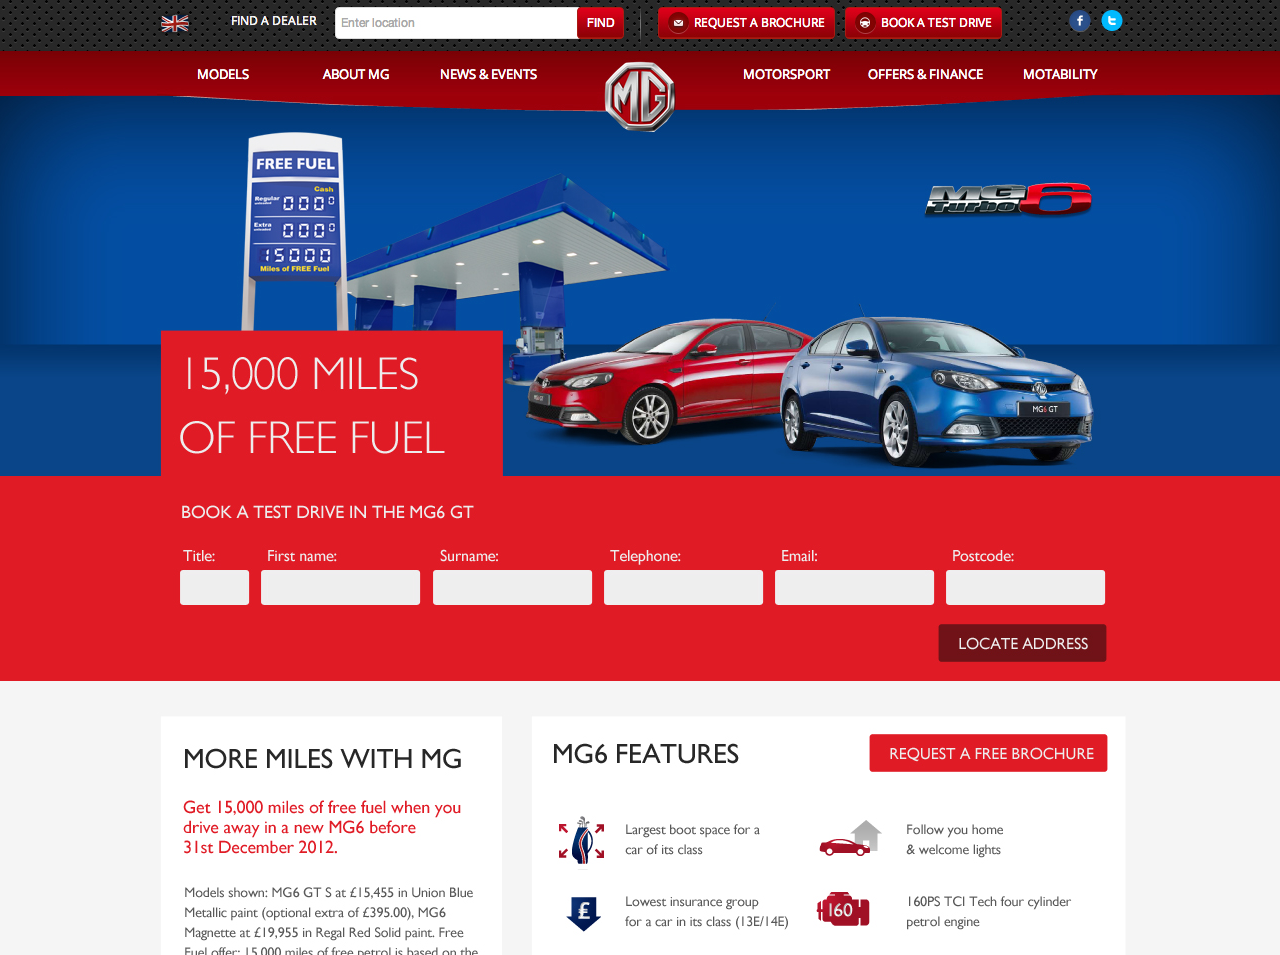 FIND A DEALER
Enter location
FIND
REQUEST A BROCHURE
BOOK A TEST DRIVE
MODELS
ABOUT MG
NEWS & EVENTS
MG
MOTORSPORT
OFFERS & FINANCE
MOTABILITY
FREE FUEL
Cash
Regular
unleaded
0000
Extra
unleaded
0000
15000
Miles of FREE Fuel
MG6
Turbo
MG6 GT
15,000 MILES
OF FREE FUEL
BOOK A TEST DRIVE IN THE MG6 GT
Title:
First name:
Surname:
Telephone:
Email:
Postcode:
LOCATE ADDRESS
MORE MILES WITH MG
Get 15,000 miles of free fuel when you
drive away in a new MG6 before
31st December 2012.
Models shown: MG6 GT S at £15,455 in Union Blue
Metallic paint (optional extra of £395.00), MG6
Magnette at £19,955 in Regal Red Solid paint. Free
Fuel offer: 15,000 miles of free petrol is based on the
MG6 FEATURES
REQUEST A FREE BROCHURE
Largest boot space for a
car of its class
Follow you home
& welcome lights
£
Lowest insurance group
for a car in its class (13E/14E)
160
160PS TCI Tech four cylinder
petrol engine